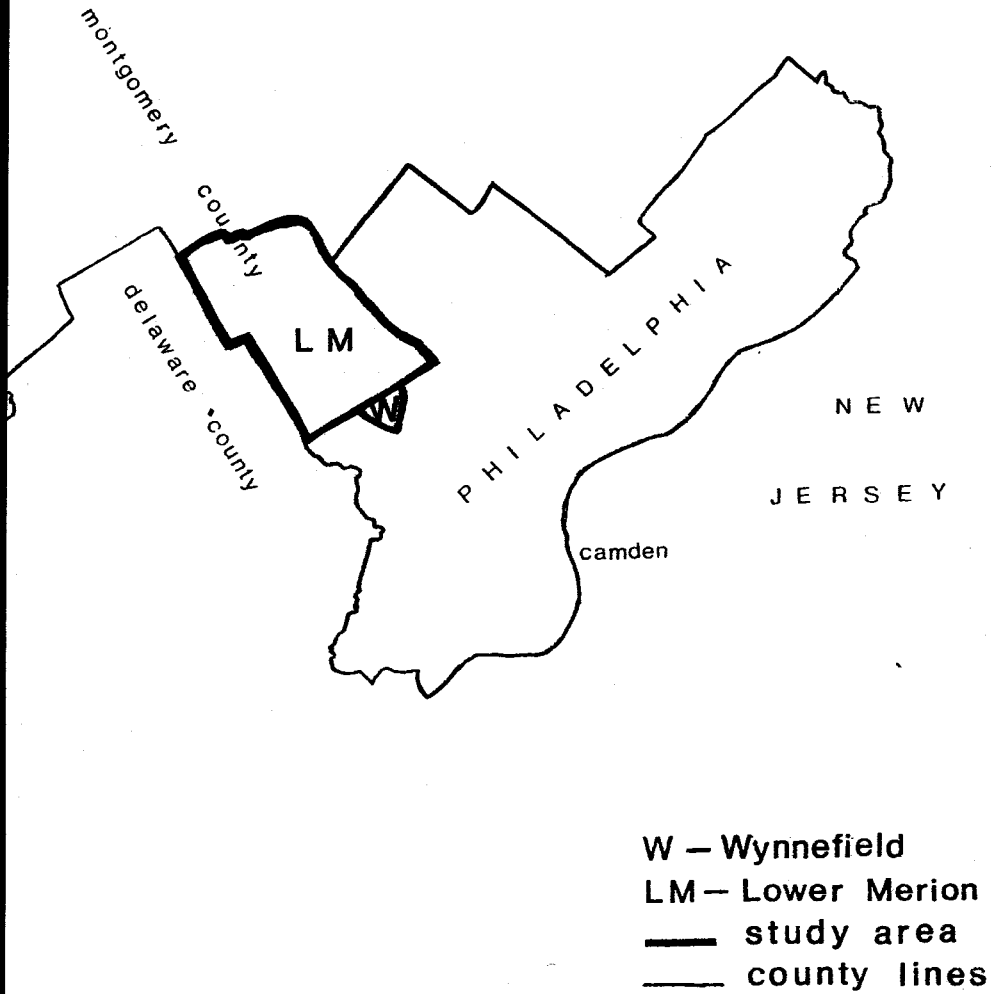 montgomery
county
delaware
county
LM
W
PHILADELPHIA
NEW
JERSEY
camden
W – Wynnefield
LM – Lower Merion
study area
county lines